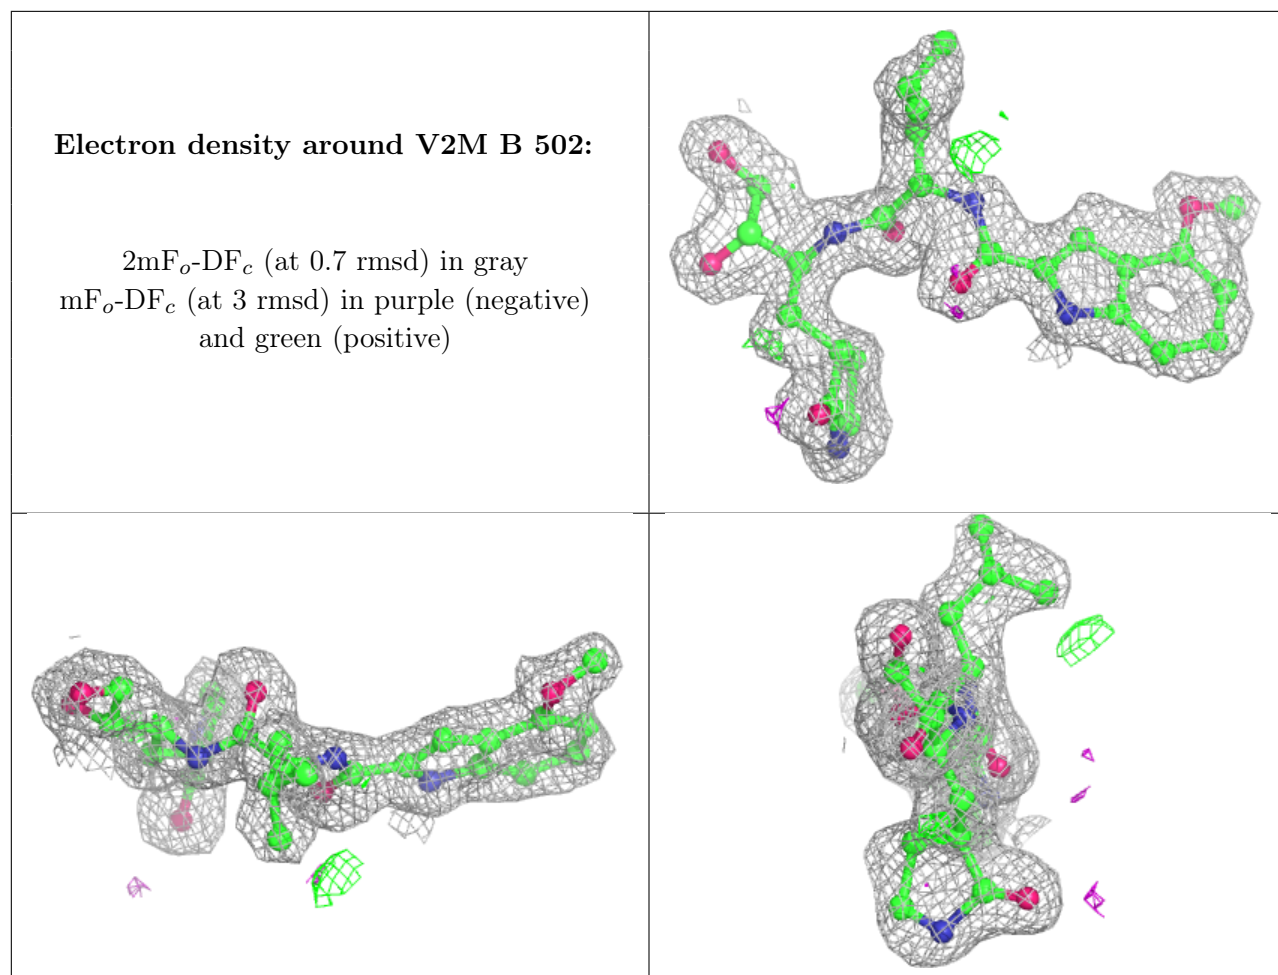 Electron density around V2M B 502:
2mFo-DFc (at 0.7 rmsd) in gray
mFo-DFc (at 3 rmsd) in purple (negative)
and green (positive)